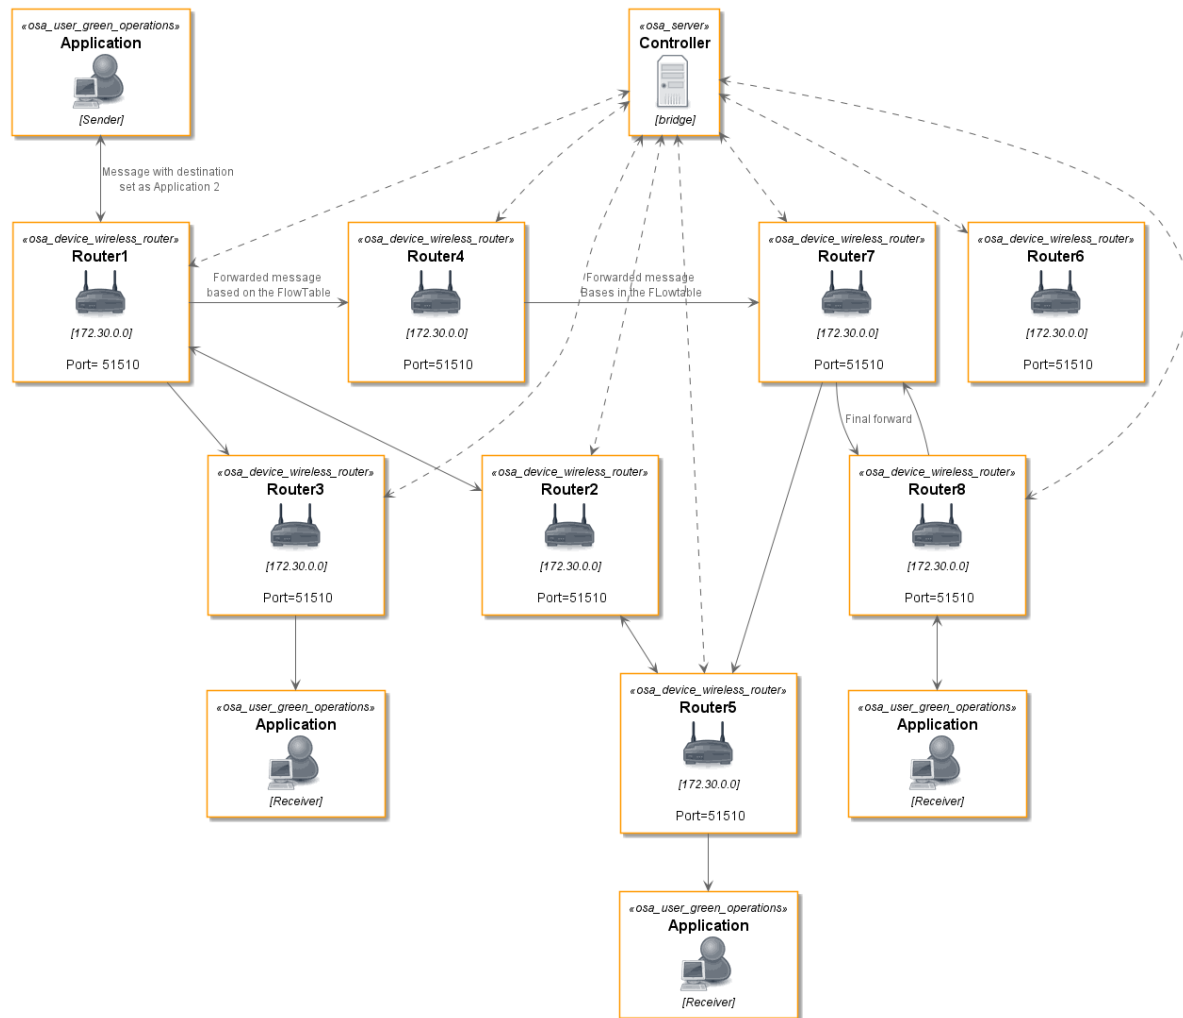 «osa_user_green_operations»
Application
[Sender]
«osa_server»
Controller
[bridge]
Message with destination
set as Application 2
«osa_device_wireless_router»
Router1
[172.30.0.0]
Port= 51510
Forwarded message
based on the FlowTable
«osa_device_wireless_router»
Router4
[172.30.0.0]
Port=51510
Forwarded message
Bases in the FLowtable
«osa_device_wireless_router»
Router7
[172.30.0.0]
Port=51510
«osa_device_wireless_router»
Router6
[172.30.0.0]
Port=51510
Final forward
«osa_device_wireless_router»
Router3
[172.30.0.0]
Port=51510
«osa_device_wireless_router»
Router2
[172.30.0.0]
Port=51510
«osa_device_wireless_router»
Router8
[172.30.0.0]
Port=51510
«osa_user_green_operations»
Application
[Receiver]
«osa_device_wireless_router»
Router5
[172.30.0.0]
Port=51510
«osa_user_green_operations»
Application
[Receiver]
«osa_user_green_operations»
Application
[Receiver]